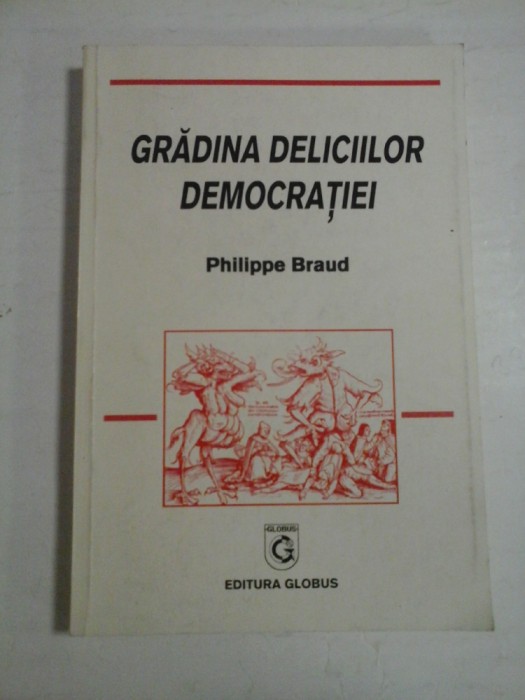 GRĂDINA DELICIILOR
DEMOCRAȚIEI
Philippe Braud
GLOBUS
G
EDITURA GLOBUS